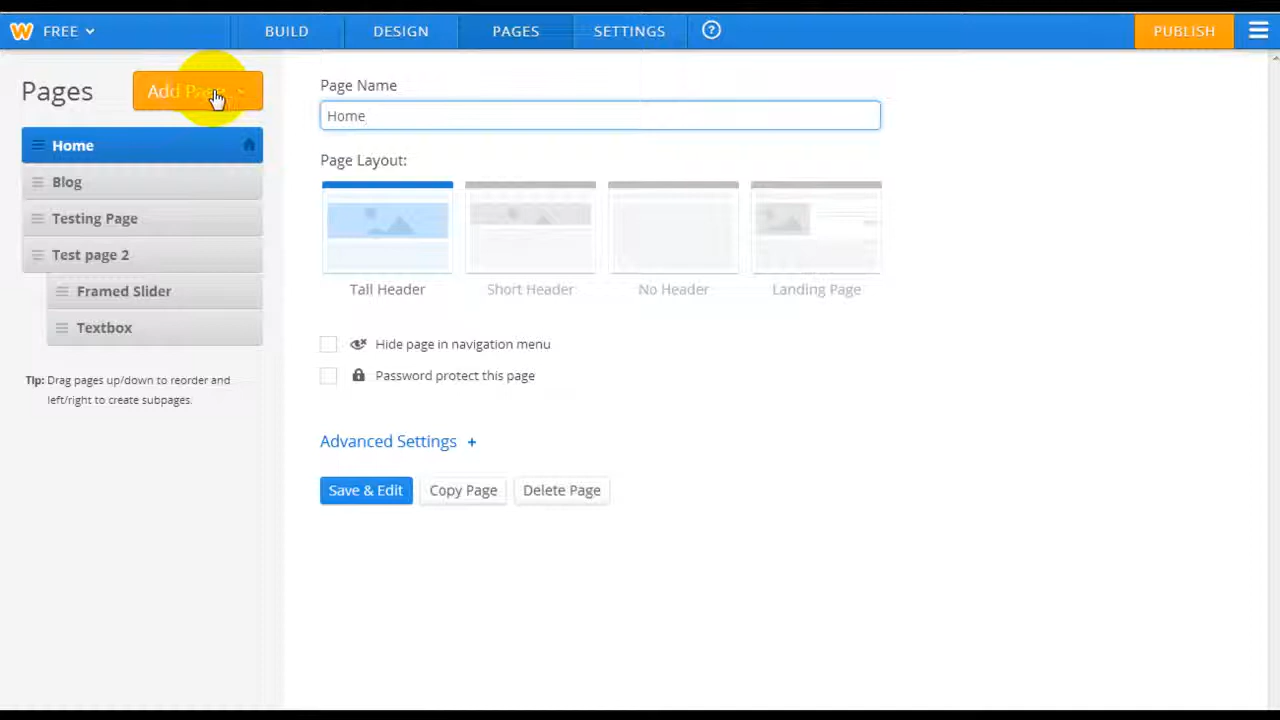 FREE
BUILD
DESIGN
PAGES
SETTINGS
?
PUBLISH
Pages
Add Page
Home
Blog
Testing Page
Test page 2
Framed Slider
Textbox
Tip: Drag pages up/down to reorder and
left/right to create subpages.
Page Name
Home
Page Layout:
Tall Header
Short Header
No Header
Landing Page
Hide page in navigation menu
Password protect this page
Advanced Settings +
Save & Edit
Copy Page
Delete Page